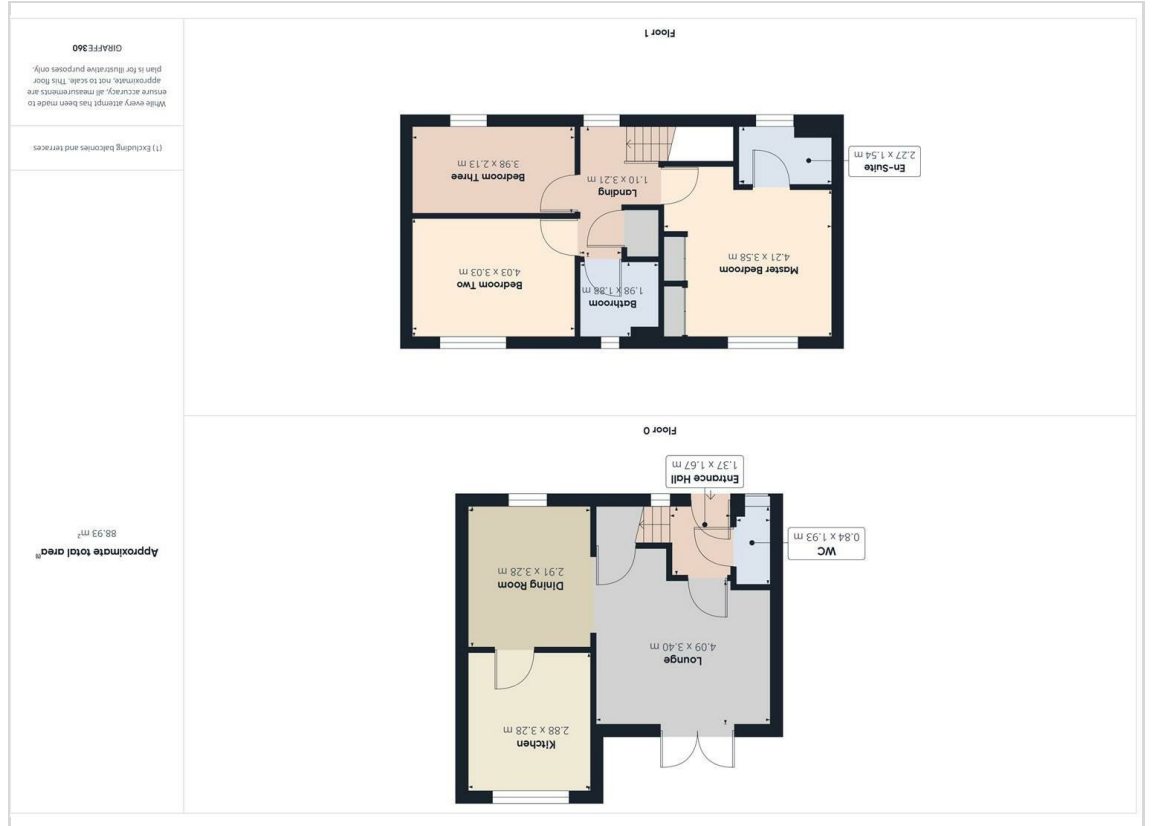 Kitchen
2.88 x 3.28 m
Lounge
4.09 x 3.40 m
Dining Room
2.91 x 3.28 m
WC
0.84 x 1.93 m
Entrance Hall
1.37 x 1.67 m
Floor 0
Master Bedroom
4.21 x 3.58 m
Bathroom
1.98 x 1.88 m
Bedroom Two
4.03 x 3.03 m
En-Suite
2.27 x 1.54 m
Landing
1.10 x 3.21 m
Bedroom Three
3.98 x 2.13 m
Floor 1
Approximate total area⁽¹⁾
88.93 m²
(1) Excluding balconies and terraces
While every attempt has been made to
ensure accuracy, all measurements are
approximate, not to scale. This floor
plan is for illustrative purposes only.
GIRAFFE360